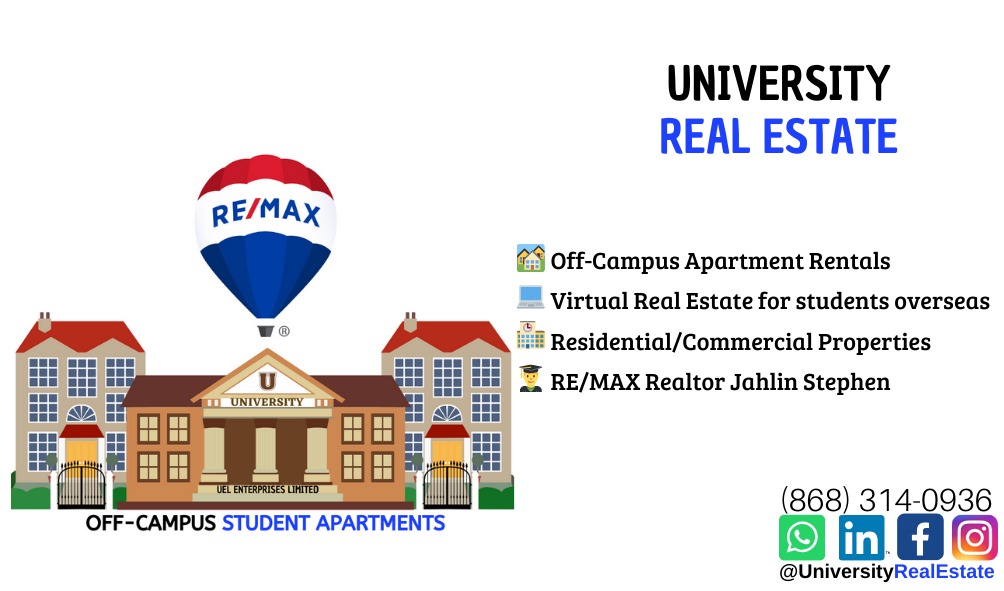 UNIVERSITY
REAL ESTATE
RE/MAX
®
U
UNIVERSITY
UEL ENTERPRISES LIMITED
OFF-CAMPUS STUDENT APARTMENTS
Off-Campus Apartment Rentals
Virtual Real Estate for students overseas
Residential/Commercial Properties
RE/MAX Realtor Jahlin Stephen
(868) 314-0936
in
f
@UniversityRealEstate